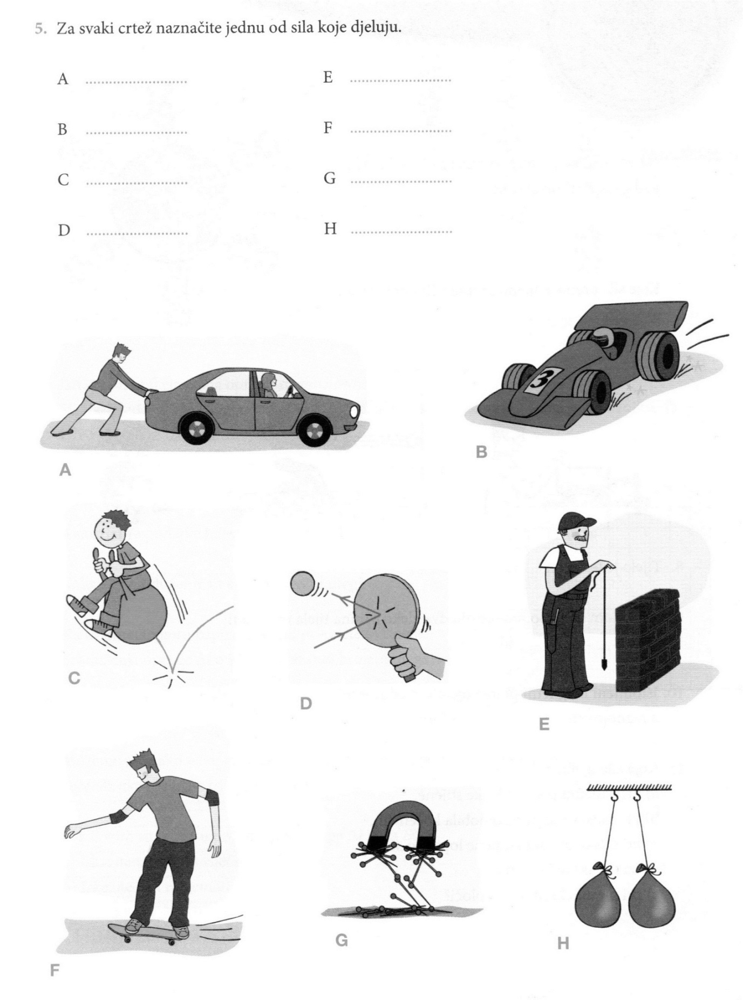 5. Za svaki crtež naznačite jednu od sila koje djeluju.
A ..........................
E ..........................
B ..........................
F ..........................
C ..........................
G ..........................
D ..........................
H ..........................
3
A
B
C
D
E
F
G
H